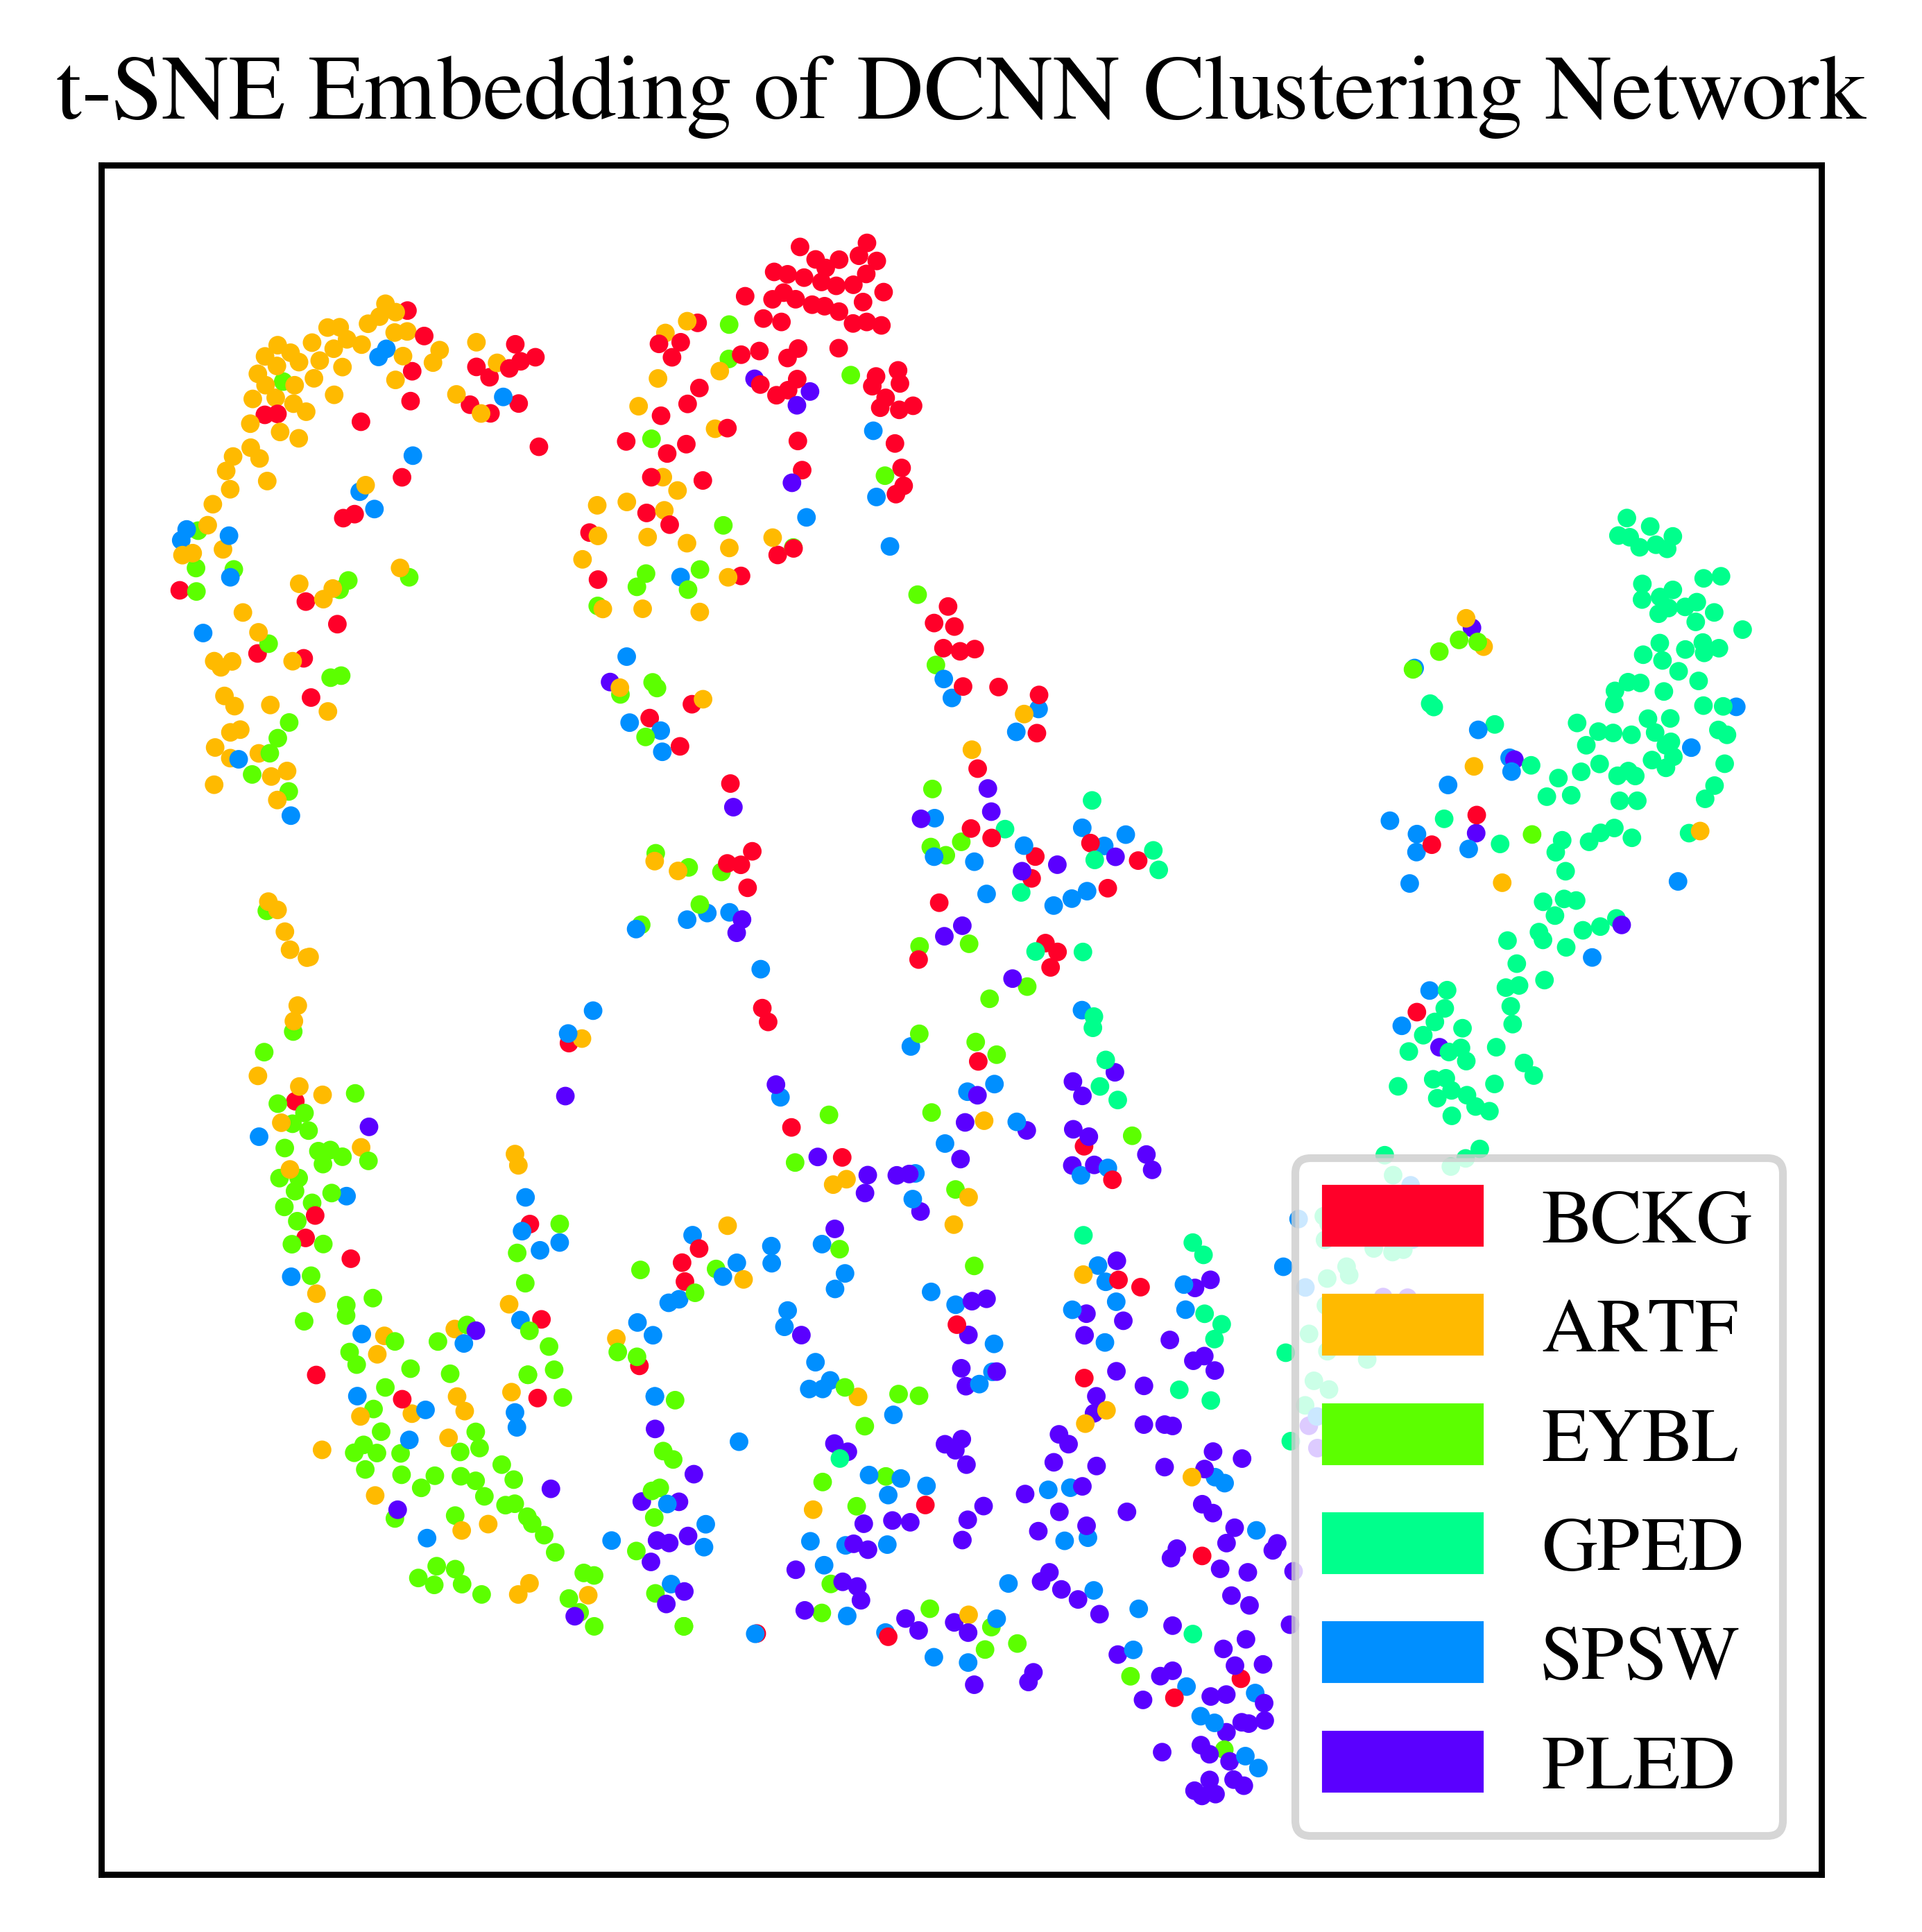 t-SNE Embedding of DCNN Clustering Network
BCKG
ARTF
EYBL
GPED
SPSW
PLED